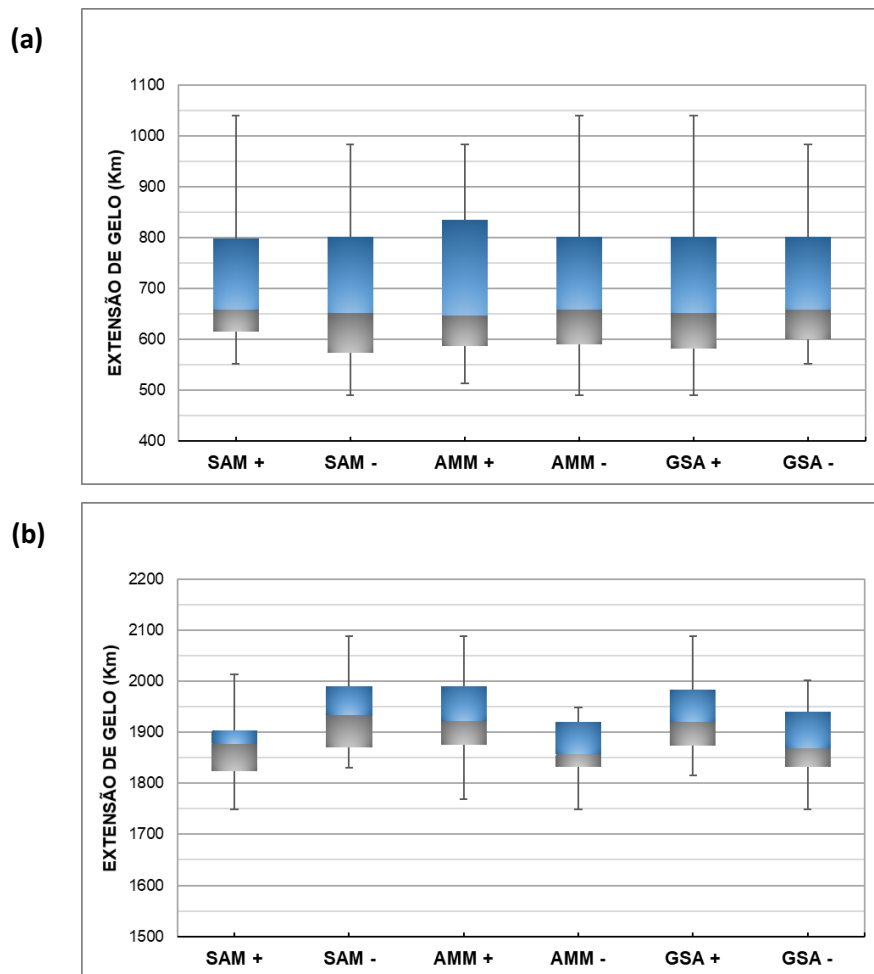 (a)
EXTENSÃO DE GELO (Km)
1100
1000
900
800
700
600
500
400
SAM + SAM - AMM + AMM - GSA + GSA -
(b)
EXTENSÃO DE GELO (Km)
2200
2100
2000
1900
1800
1700
1600
1500
SAM + SAM - AMM + AMM - GSA + GSA -